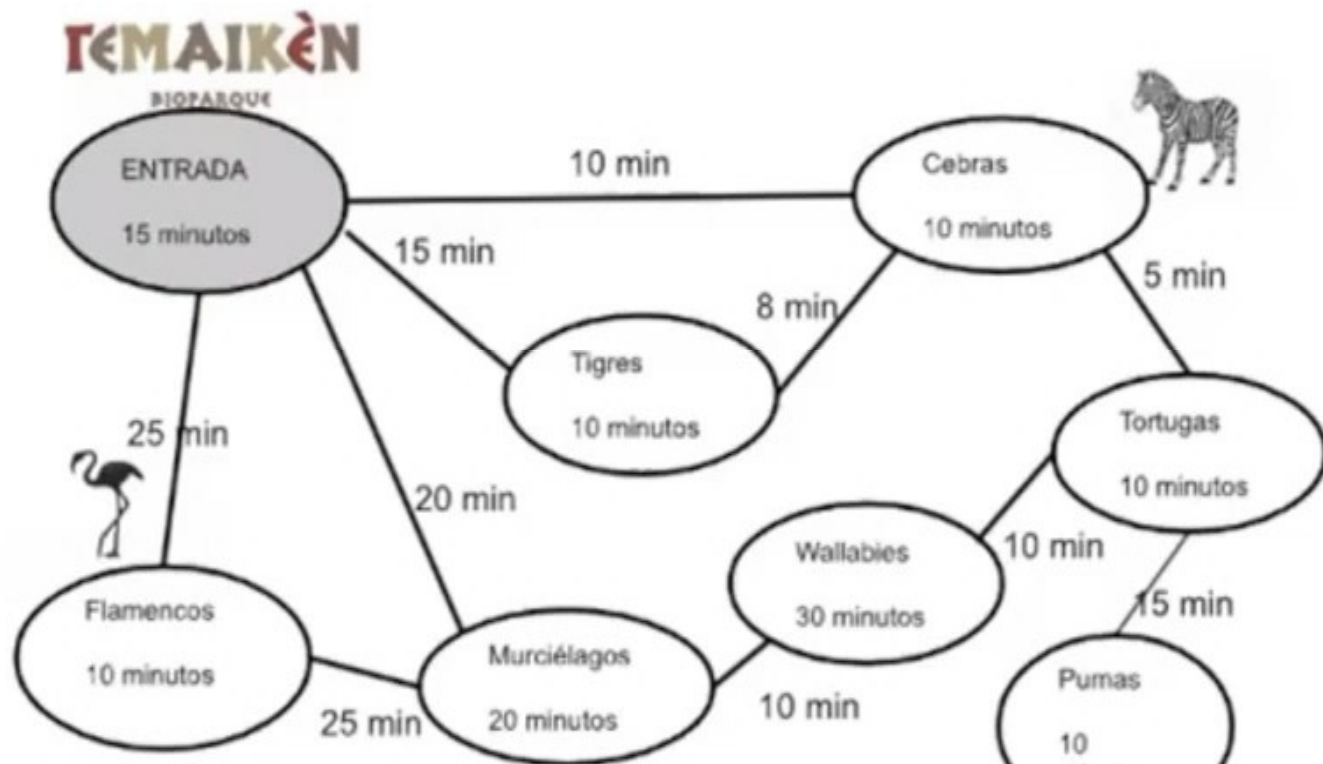 TEMAIKÈN
BIOPARQUE
ENTRADA
15 minutos
10 min
Cebras
10 minutos
15 min
8 min
5 min
Tigres
10 minutos
Tortugas
10 minutos
25 min
20 min
Wallabies
30 minutos
10 min
15 min
Flamencos
10 minutos
Murciélagos
20 minutos
25 min
10 min
Pumas
10